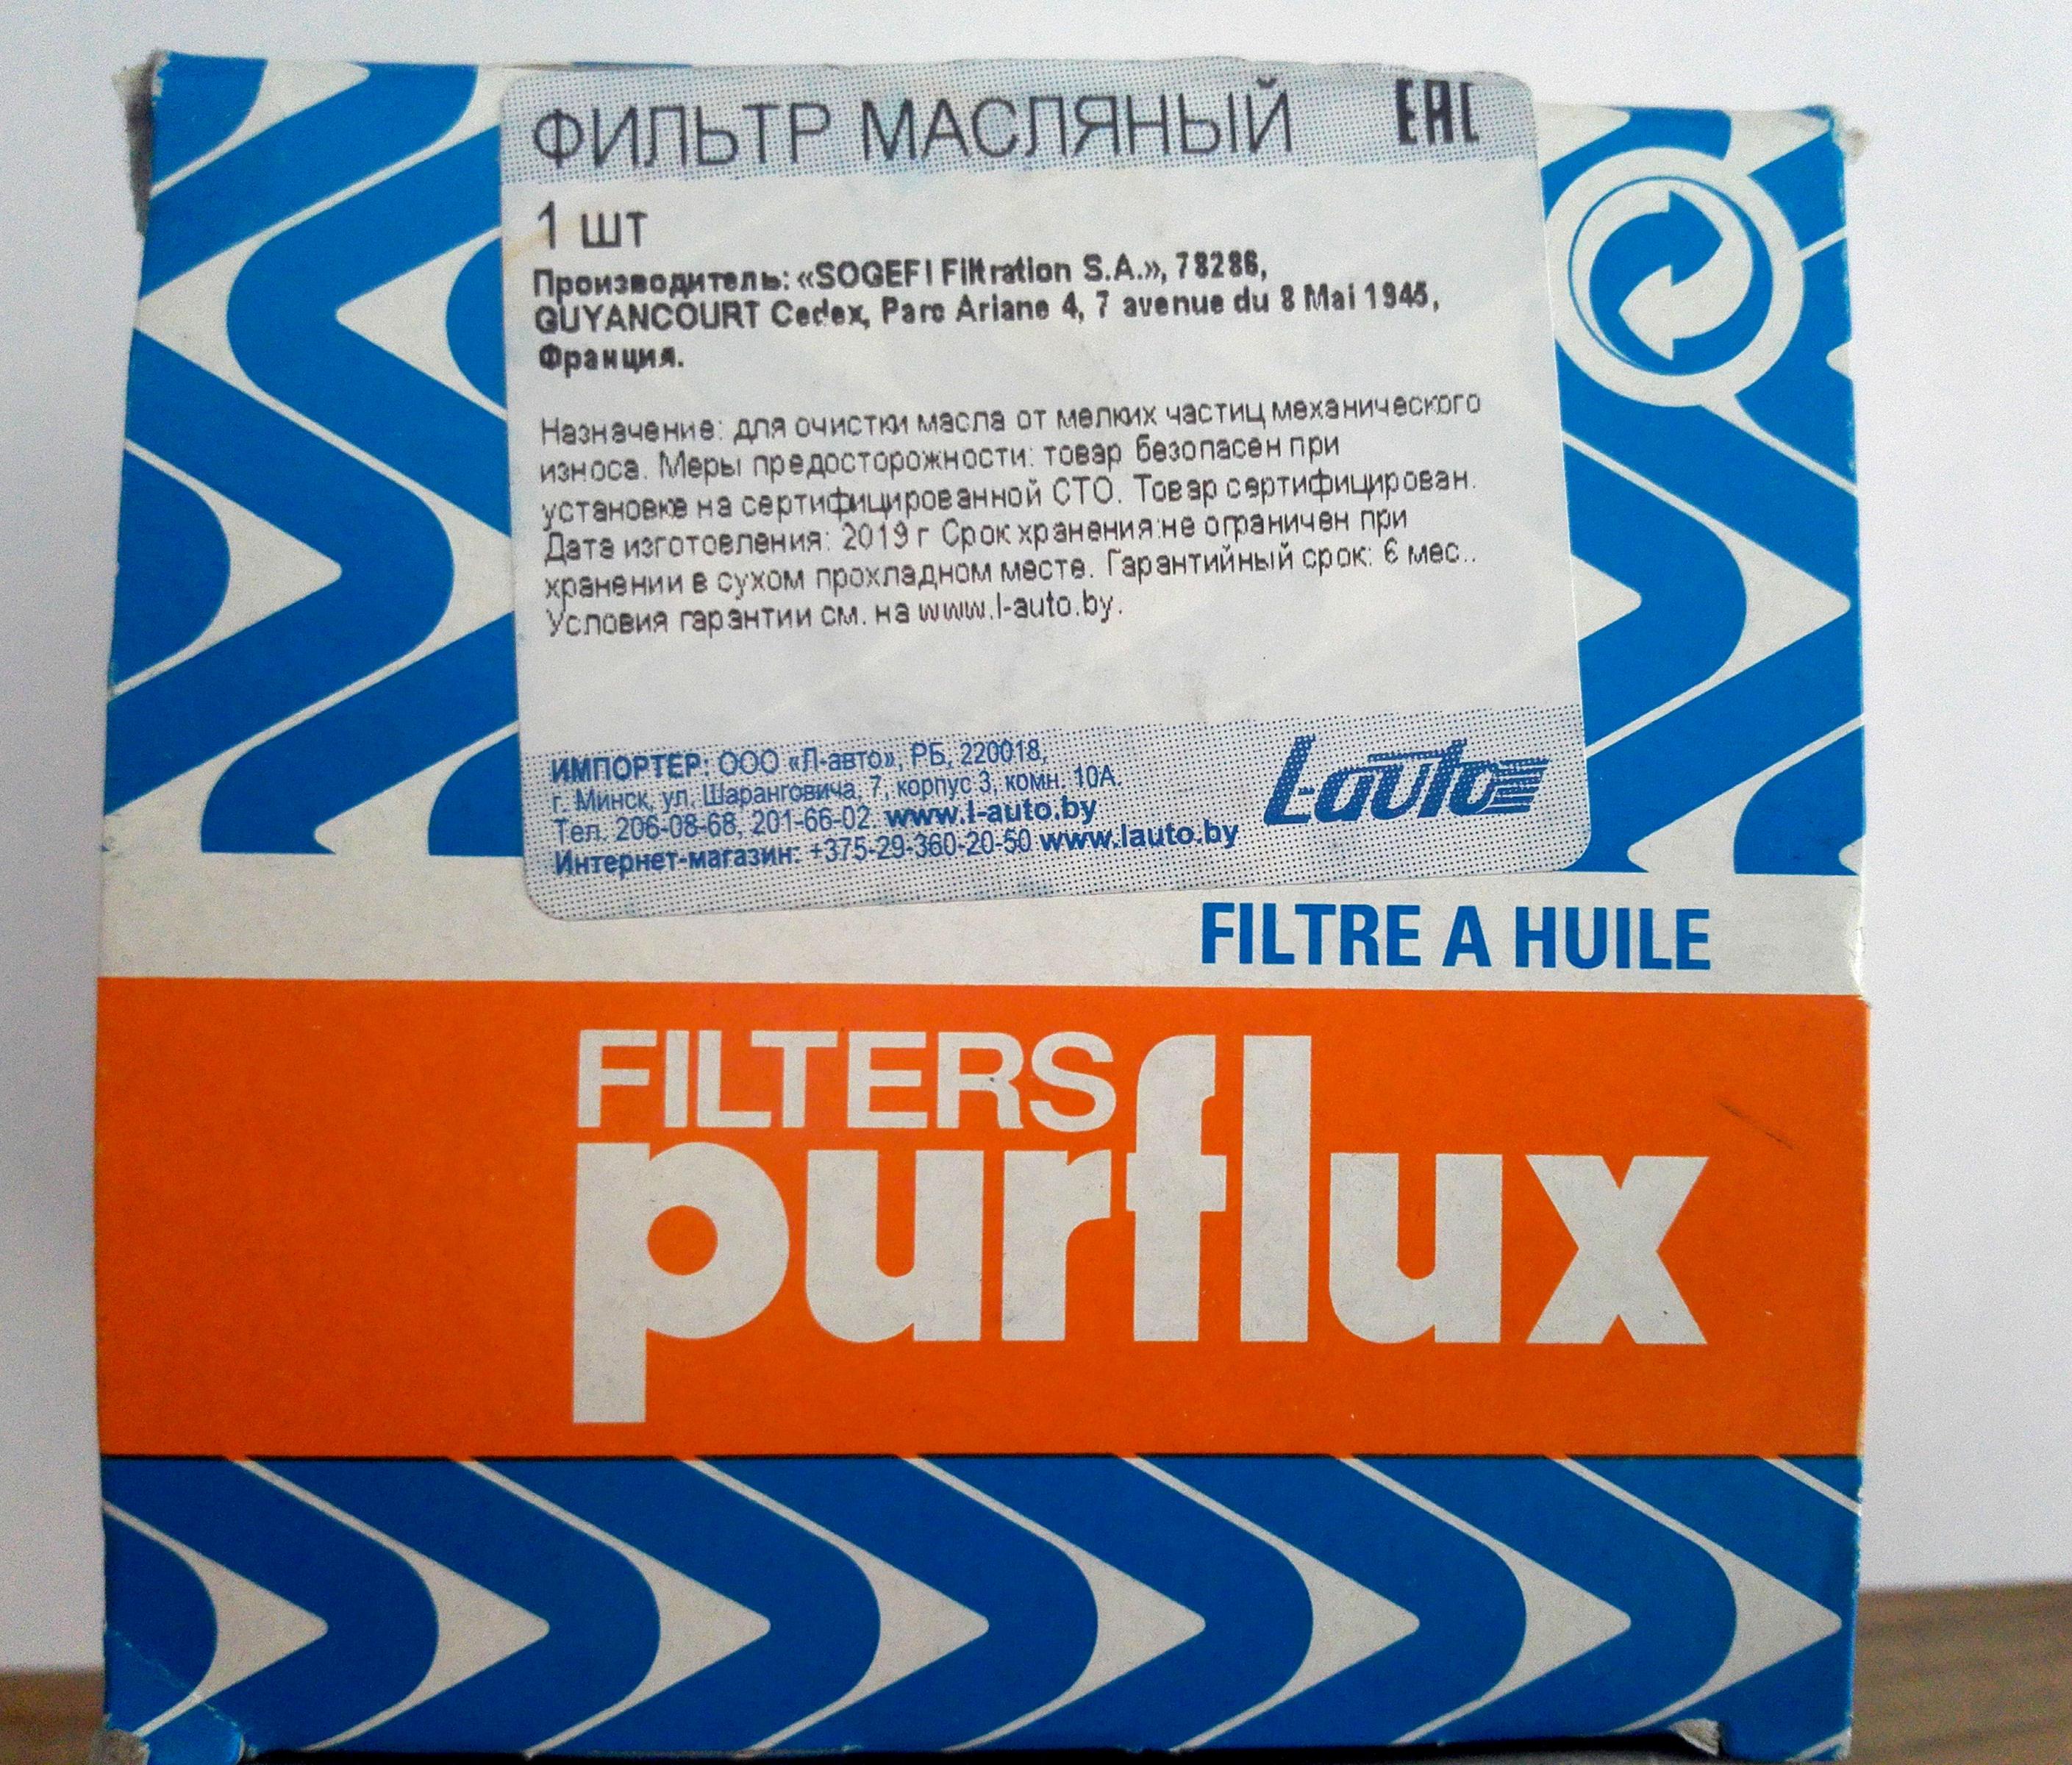 ФИЛЬТР МАСЛЯНЫЙ EAC
1 шт
Производитель: «SOGEFI Filtration S.A.», 78286,
GUYANCOURT Cedex, Parc Ariane 4, 7 avenue du 8 Mai 1945,
Франция.
Назначение: для очистки масла от мелких частиц механического
износа. Меры предосторожности: товар безопасен при
установке на сертифицированной СТО. Товар сертифицирован.
Дата изготовления: 2019 г Срок хранения:не ограничен при
хранении в сухом прохладном месте. Гарантийный срок: 6 мес..
Условия гарантии см. на www.l-auto.by.
ИМПОРТЕР: ООО «Л-авто», РБ, 220018,
г. Минск, ул. Шаранговича, 7, корпус 3, комн. 10А.
Тел. 206-08-68, 201-66-02. www.l-auto.by
Интернет-магазин: +375-29-360-20-50 www.lauto.by
L-auto
FILTRE A HUILE
FILTERS
purflux